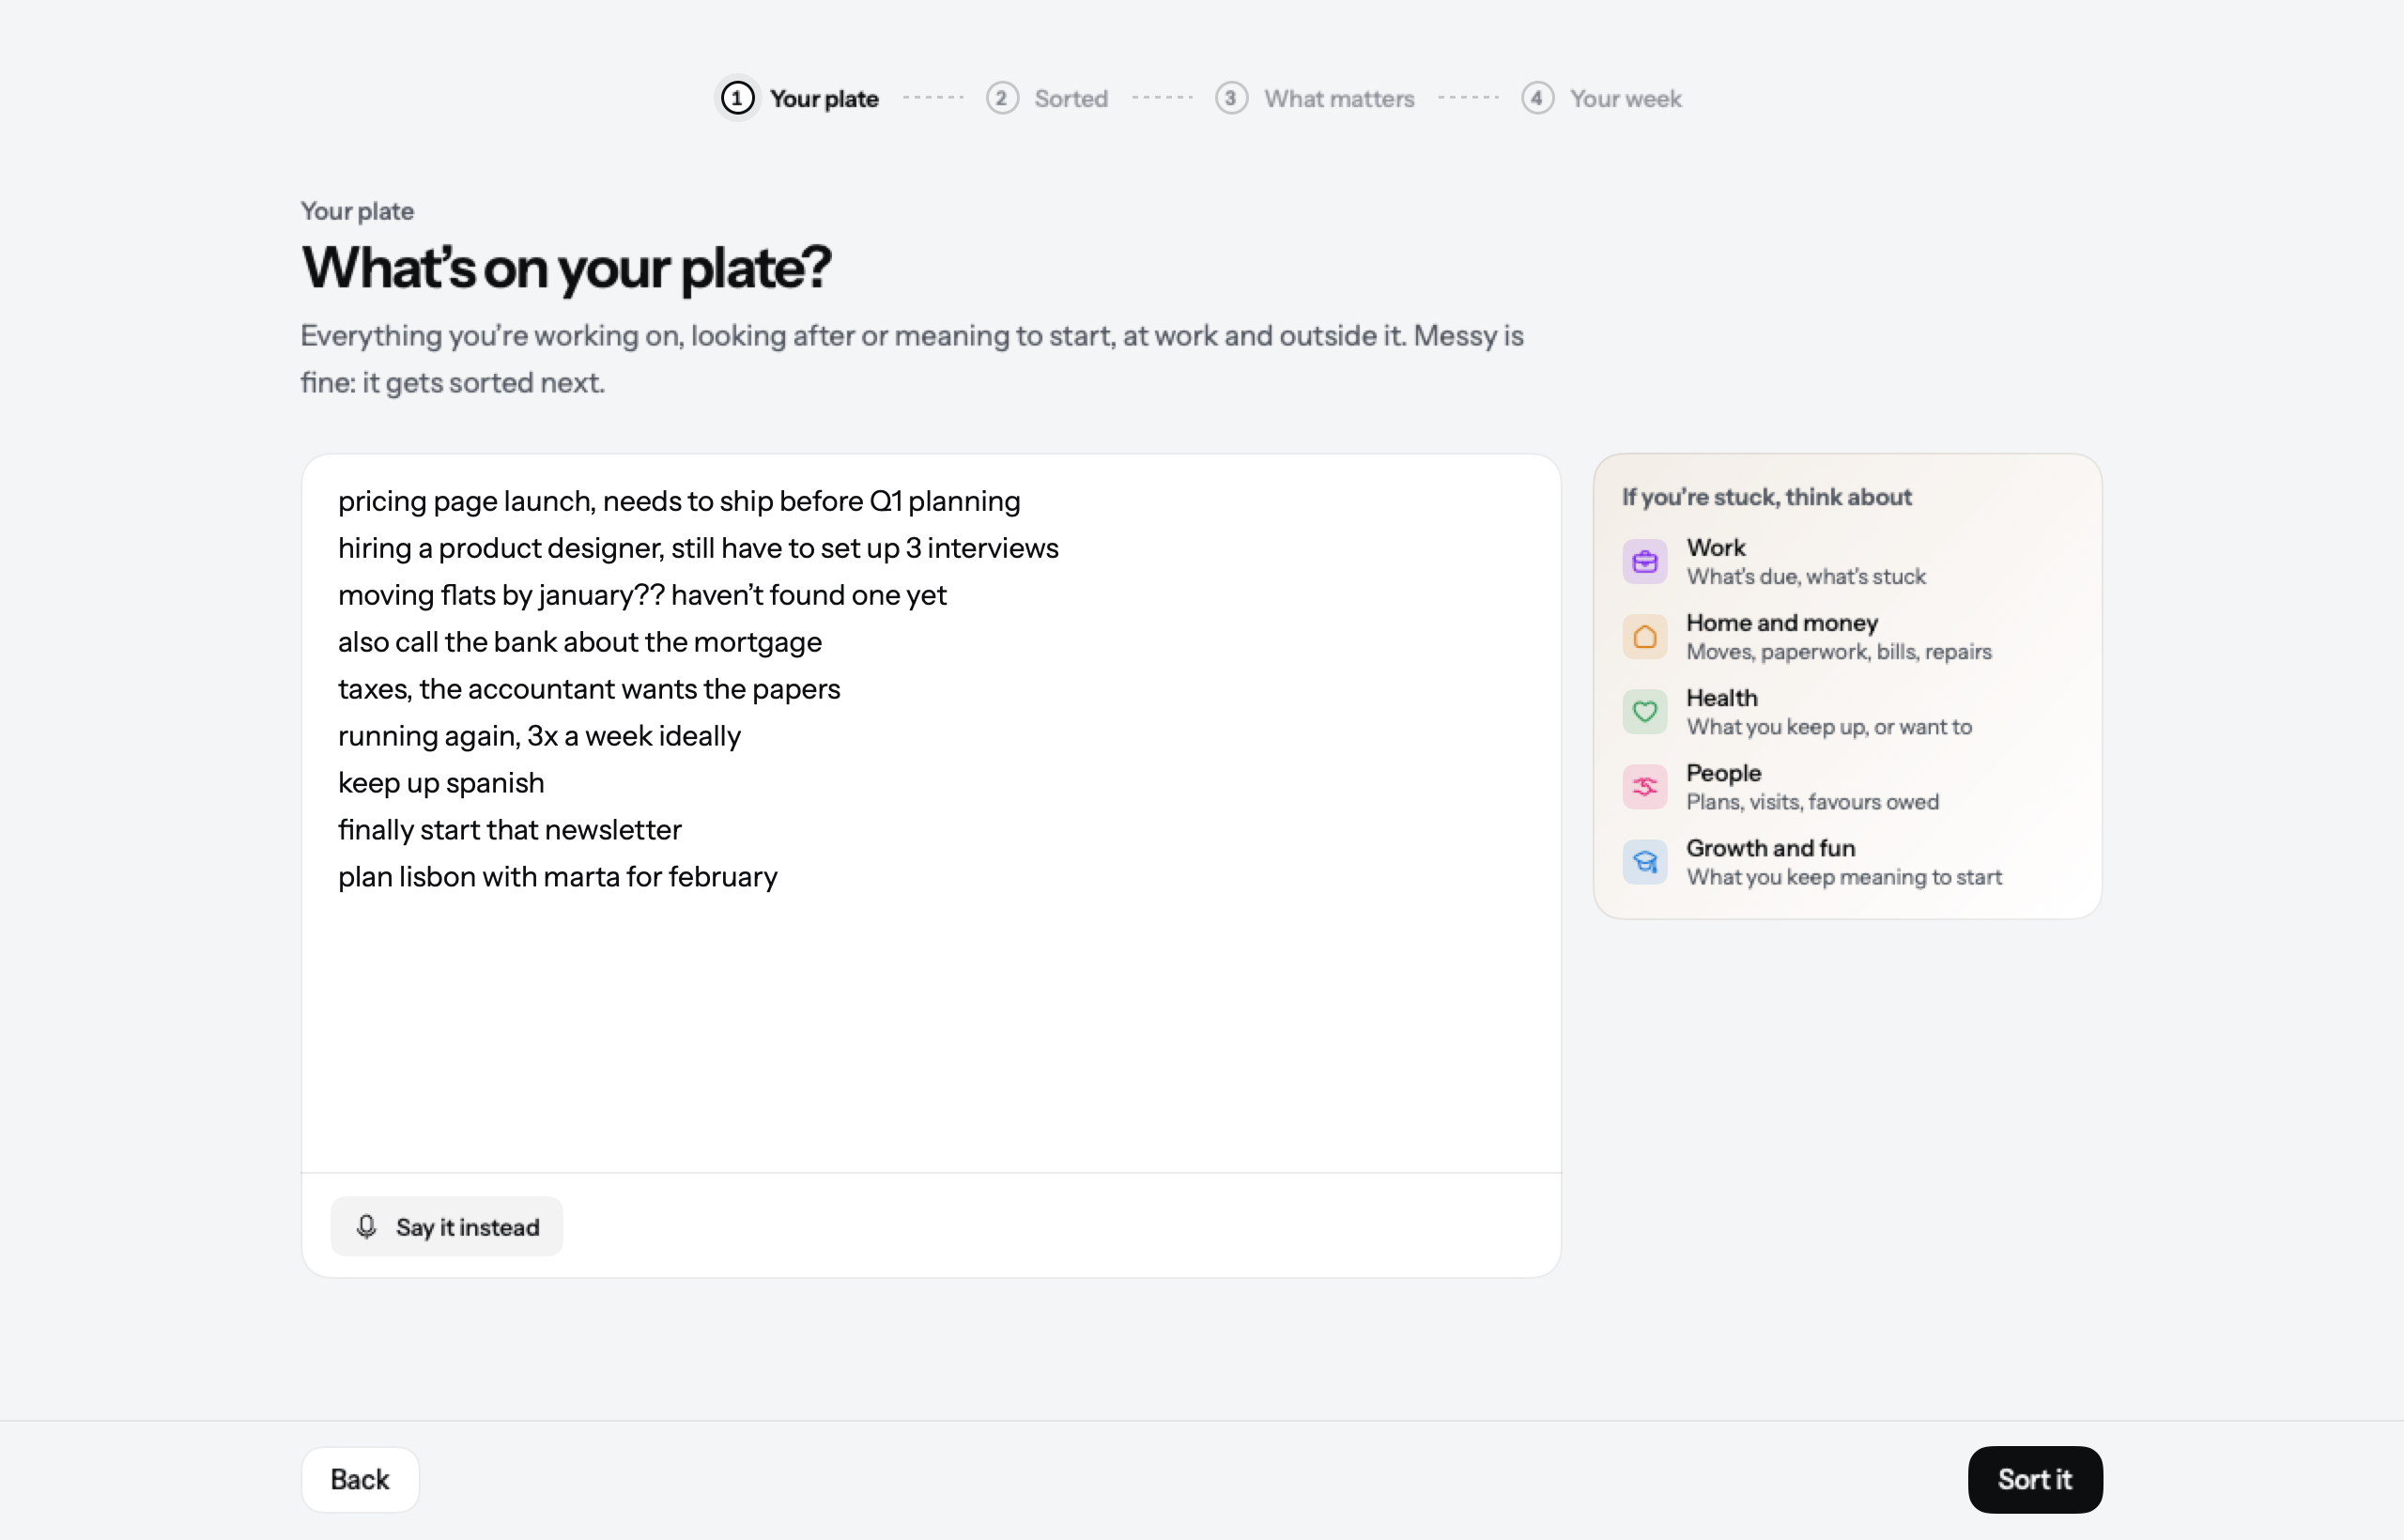 1 Your plate 2 Sorted 3 What matters 4 Your week
Your plate
What's on your plate?
Everything you're working on, looking after or meaning to start, at work and outside it. Messy is
fine: it gets sorted next.
pricing page launch, needs to ship before Q1 planning
hiring a product designer, still have to set up 3 interviews
moving flats by january?? haven't found one yet
also call the bank about the mortgage
taxes, the accountant wants the papers
running again, 3x a week ideally
keep up spanish
finally start that newsletter
plan lisbon with marta for february
Say it instead
If you're stuck, think about
Work
What's due, what's stuck
Home and money
Moves, paperwork, bills, repairs
Health
What you keep up, or want to
People
Plans, visits, favours owed
Growth and fun
What you keep meaning to start
Back
Sort it